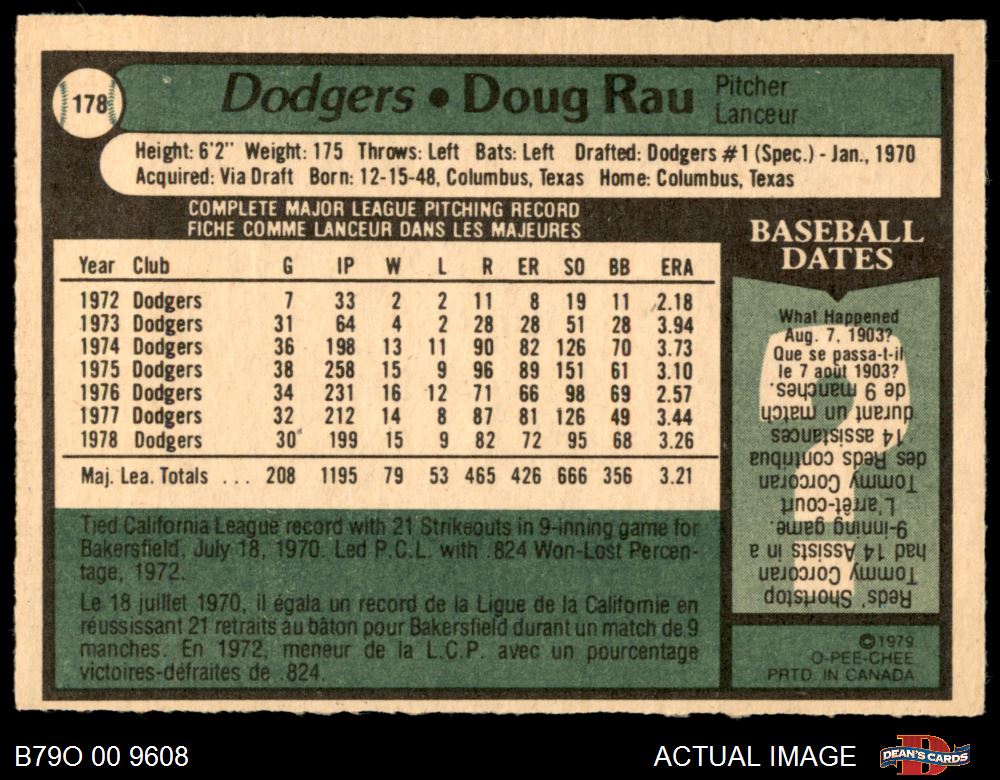 178
Dodgers • Doug Rau
Pitcher
Lanceur
Height: 6'2" Weight: 175 Throws: Left Bats: Left Drafted: Dodgers #1 (Spec.) - Jan., 1970
Acquired: Via Draft Born: 12-15-48, Columbus, Texas Home: Columbus, Texas
COMPLETE MAJOR LEAGUE PITCHING RECORD
FICHE COMME LANCEUR DANS LES MAJEURES
Year Club G IP W L R ER SO BB ERA
1972 Dodgers 7 33 2 2 11 8 19 11 2.18
1973 Dodgers 31 64 4 2 28 28 51 28 3.94
1974 Dodgers 36 198 13 11 90 82 126 70 3.73
1975 Dodgers 38 258 15 9 96 89 151 61 3.10
1976 Dodgers 34 231 16 12 71 66 98 69 2.57
1977 Dodgers 32 212 14 8 87 81 126 49 3.44
1978 Dodgers 30 199 15 9 82 72 95 68 3.26
Maj. Lea. Totals ... 208 1195 79 53 465 426 666 356 3.21
Tied California League record with 21 Strikeouts in 9-inning game for
Bakersfield, July 18, 1970. Led P.C.L. with .824 Won-Lost Percen-
tage, 1972.
Le 18 juillet 1970, il égala un record de la Ligue de la Californie en
réussissant 21 retraits au bâton pour Bakersfield durant un match de 9
manches. En 1972, meneur de la L.C.P. avec un pourcentage
victoires-défraites de .824.
BASEBALL
DATES
What Happened
Aug. 7, 1903?
Que se passa-t-il
le 7 août 1903?
Reds' Shortstop
Tommy Corcoran
had 14 Assists in a
9-inning game.
L'arrêt-court
Tommy Corcoran
des Reds contribua
14 assistances
durant un match
de 9 manches.
©1979
O-PEE-CHEE
PRTD. IN CANADA
B79O 00 9608
ACTUAL IMAGE
D
DEAN'S CARDS